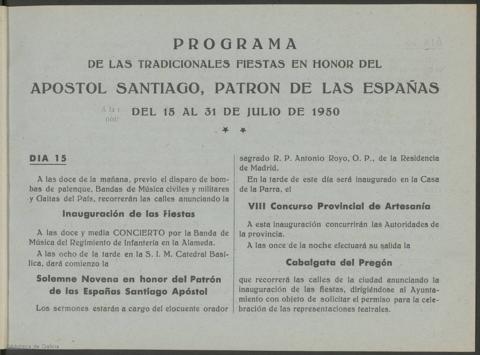 PROGRAMA
DE LAS TRADICIONALES FIESTAS EN HONOR DEL
APOSTOL SANTIAGO, PATRON DE LAS ESPAÑAS
DEL 15 AL 31 DE JULIO DE 1950
DIA 15
A las doce de la mañana, previo el disparo de bom-
bas de palenque, Bandas de Música civiles y militares
y Gaitas del País, recorrerán las calles anunciando la
Inauguración de las Fiestas
A las doce y media CONCIERTO por la Banda de
Música del Regimiento de Infantería en la Alameda.
A las ocho de la tarde en la S. I. M. Catedral Basí-
lica, dará comienzo la
Solemne Novena en honor del Patrón
de las Españas Santiago Apóstol
Los sermones estarán a cargo del elocuente orador
sagrado R. P. Antonio Royo, O. P., de la Residencia
de Madrid.
En la tarde de este día será inaugurado en la Casa
de la Parra, el
VIII Concurso Provincial de Artesanía
A esta inauguración concurrirán las Autoridades de
la provincia.
A las once de la noche efectuará su salida la
Cabalgata del Pregón
que recorrerá las calles de la ciudad anunciando la
inauguración de las fiestas, dirigiéndose al Ayunta-
miento con objeto de solicitar el permiso para la cele-
bración de las representaciones teatrales.
Biblioteca de Galicia